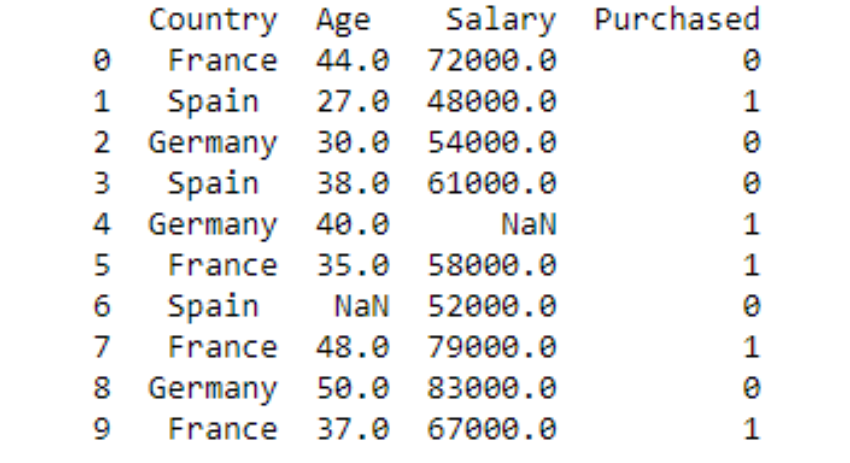 Country Age Salary Purchased
0 France 44.0 72000.0 0
1 Spain 27.0 48000.0 1
2 Germany 30.0 54000.0 0
3 Spain 38.0 61000.0 0
4 Germany 40.0 NaN 1
5 France 35.0 58000.0 1
6 Spain NaN 52000.0 0
7 France 48.0 79000.0 1
8 Germany 50.0 83000.0 0
9 France 37.0 67000.0 1